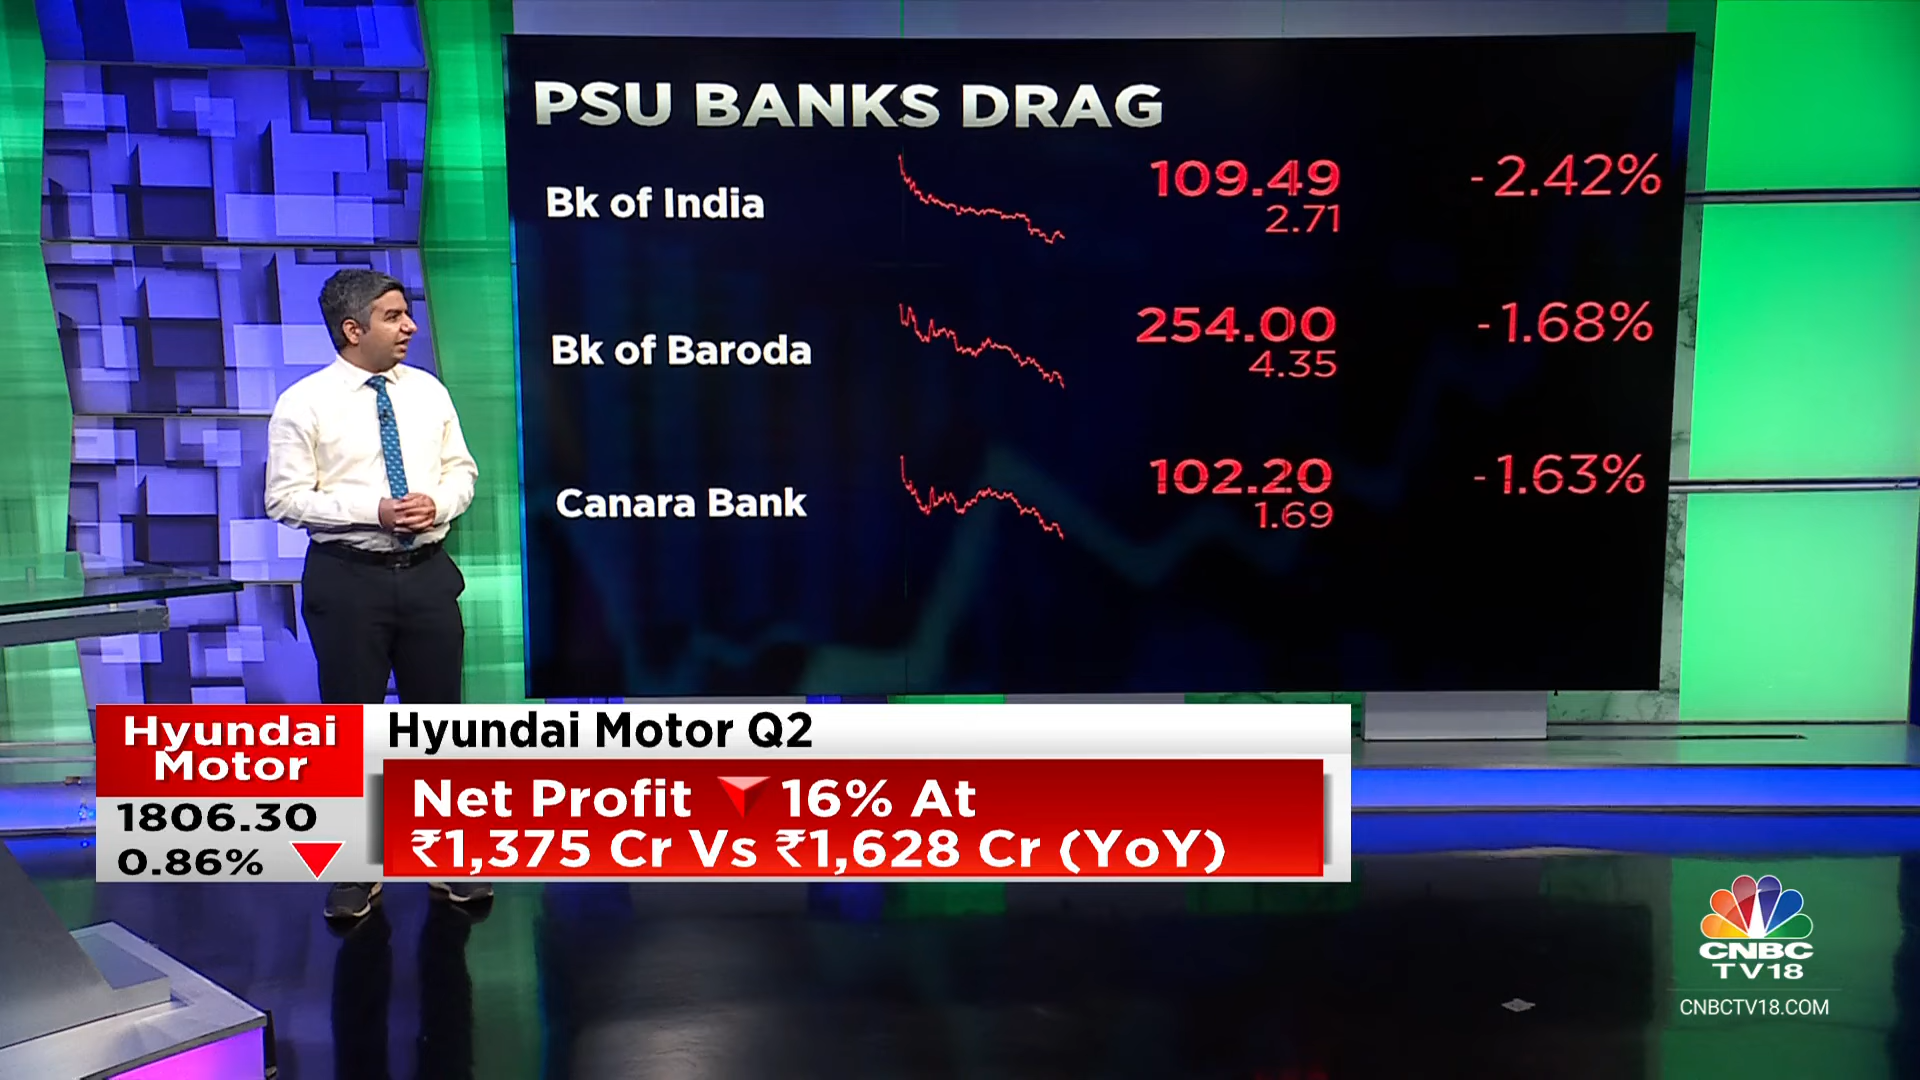 PSU BANKS DRAG
Bk of India 109.49 -2.42%
2.71
Bk of Baroda 254.00 -1.68%
4.35
Canara Bank 102.20 -1.63%
1.69
Hyundai Motor
1806.30
0.86%
Hyundai Motor Q2
Net Profit 16% At
₹1,375 Cr Vs ₹1,628 Cr (YoY)
CNBC
TV18
CNBCTV18.COM